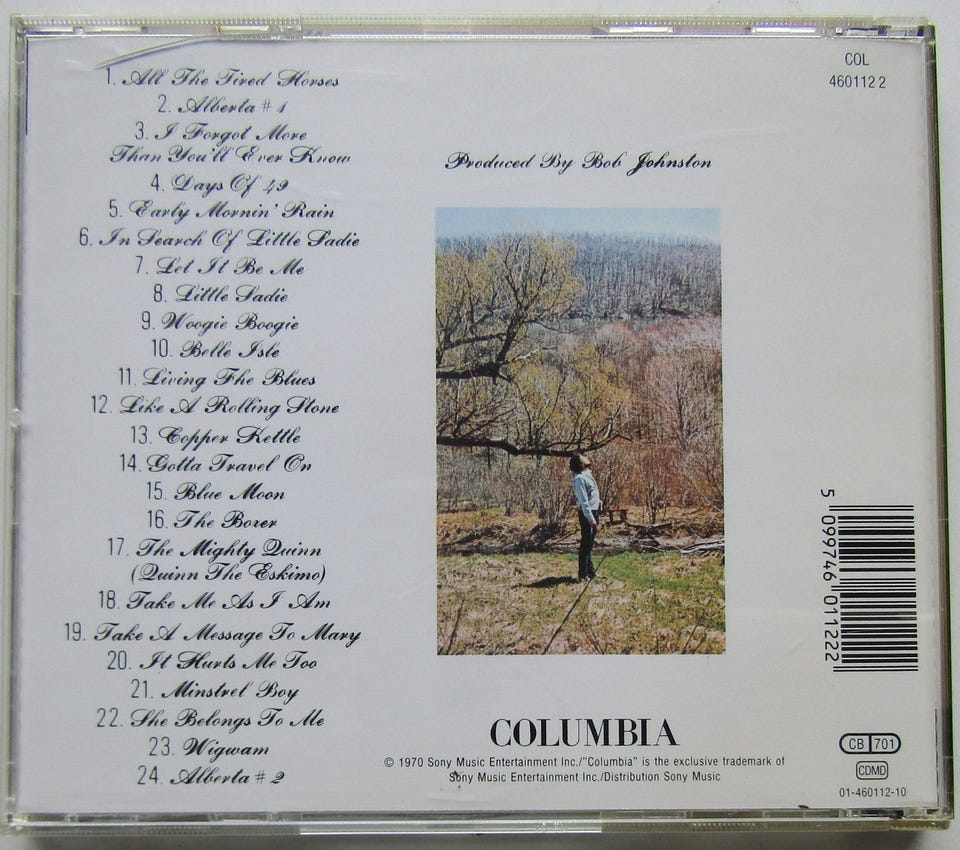 1. All The Tired Horses
2. Alberta # 1
3. I Forgot More
Than You'll Ever Know
4. Days Of 49
5. Early Mornin' Rain
6. In Search Of Little Sadie
7. Let It Be Me
8. Little Sadie
9. Woogie Boogie
10. Belle Isle
11. Living The Blues
12. Like A Rolling Stone
13. Copper Kettle
14. Gotta Travel On
15. Blue Moon
16. The Boxer
17. The Mighty Quinn
(Quinn The Eskimo)
18. Take Me As I Am
19. Take A Message To Mary
20. It Hurts Me Too
21. Minstrel Boy
22. She Belongs To Me
23. Wigwam
24. Alberta # 2
Produced By Bob Johnston
COL
460112 2
5 099746 011222
COLUMBIA
© 1970 Sony Music Entertainment Inc./"Columbia" is the exclusive trademark of
Sony Music Entertainment Inc./Distribution Sony Music
CB 701
CDMD
01-460112-10